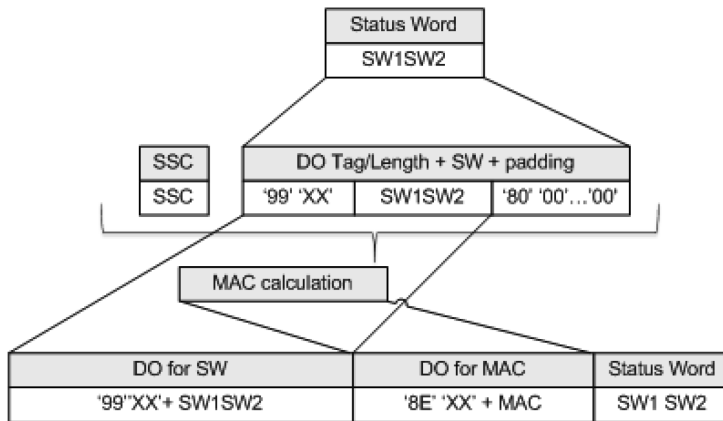 Status Word
SW1SW2
SSC
DO Tag/Length + SW + padding
SSC
‘99’ ‘XX’
SW1SW2
‘80’ ‘00’…’00’
MAC calculation
DO for SW
DO for MAC
Status Word
‘99’’XX’+ SW1SW2
‘8E’ ‘XX’ + MAC
SW1 SW2